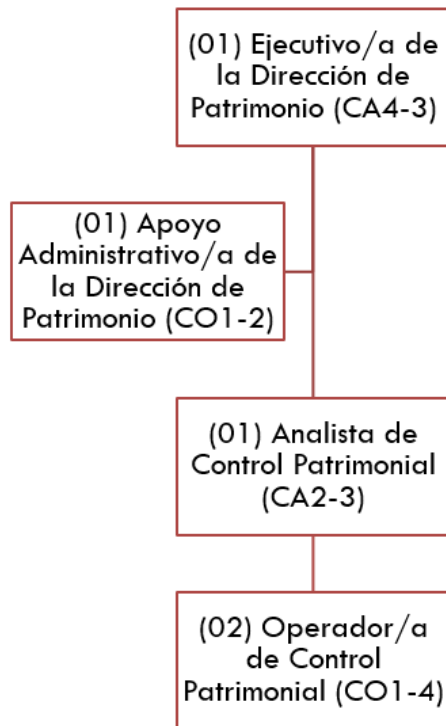 (01) Ejecutivo/a de
la Dirección de
Patrimonio (CA4-3)
(01) Apoyo
Administrativo/a de
la Dirección de
Patrimonio (CO1-2)
(01) Analista de
Control Patrimonial
(CA2-3)
(02) Operador/a
de Control
Patrimonial (CO1-4)